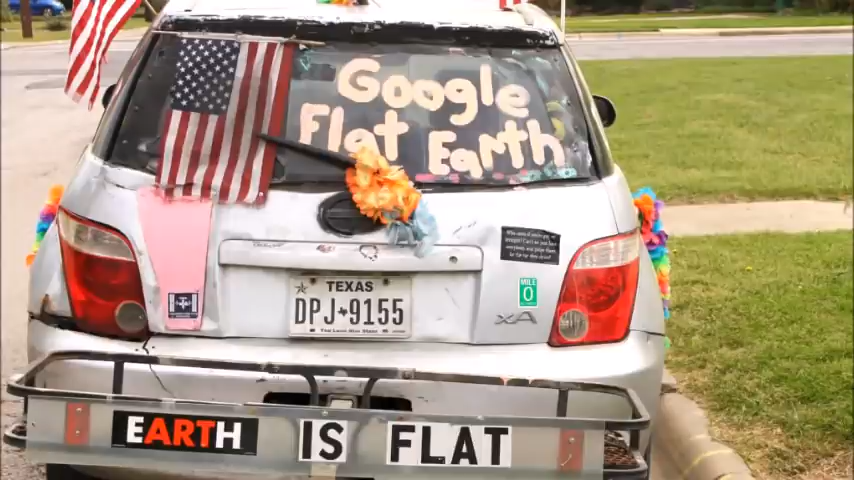 Google
Flat Earth
TEXAS
DPJ★9155
The Lone Star State
MILE
0
xA
EARTH IS FLAT